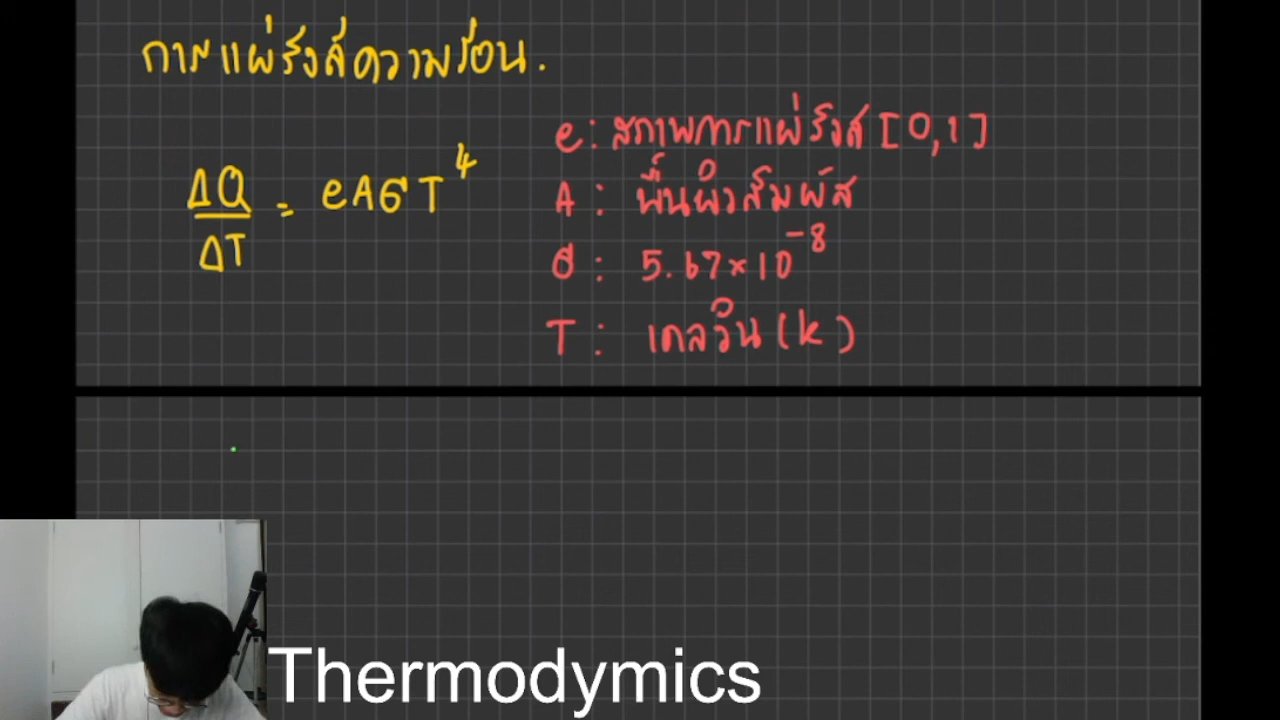 การแผ่รังสีความร้อน.
ΔQ/ΔT = eAσT⁴
e: สภาพการแผ่รังสี [0,1]
A: พื้นผิวสัมผัส
σ: 5.67×10⁻⁸
T: เคลวิน (k)
Thermodymics